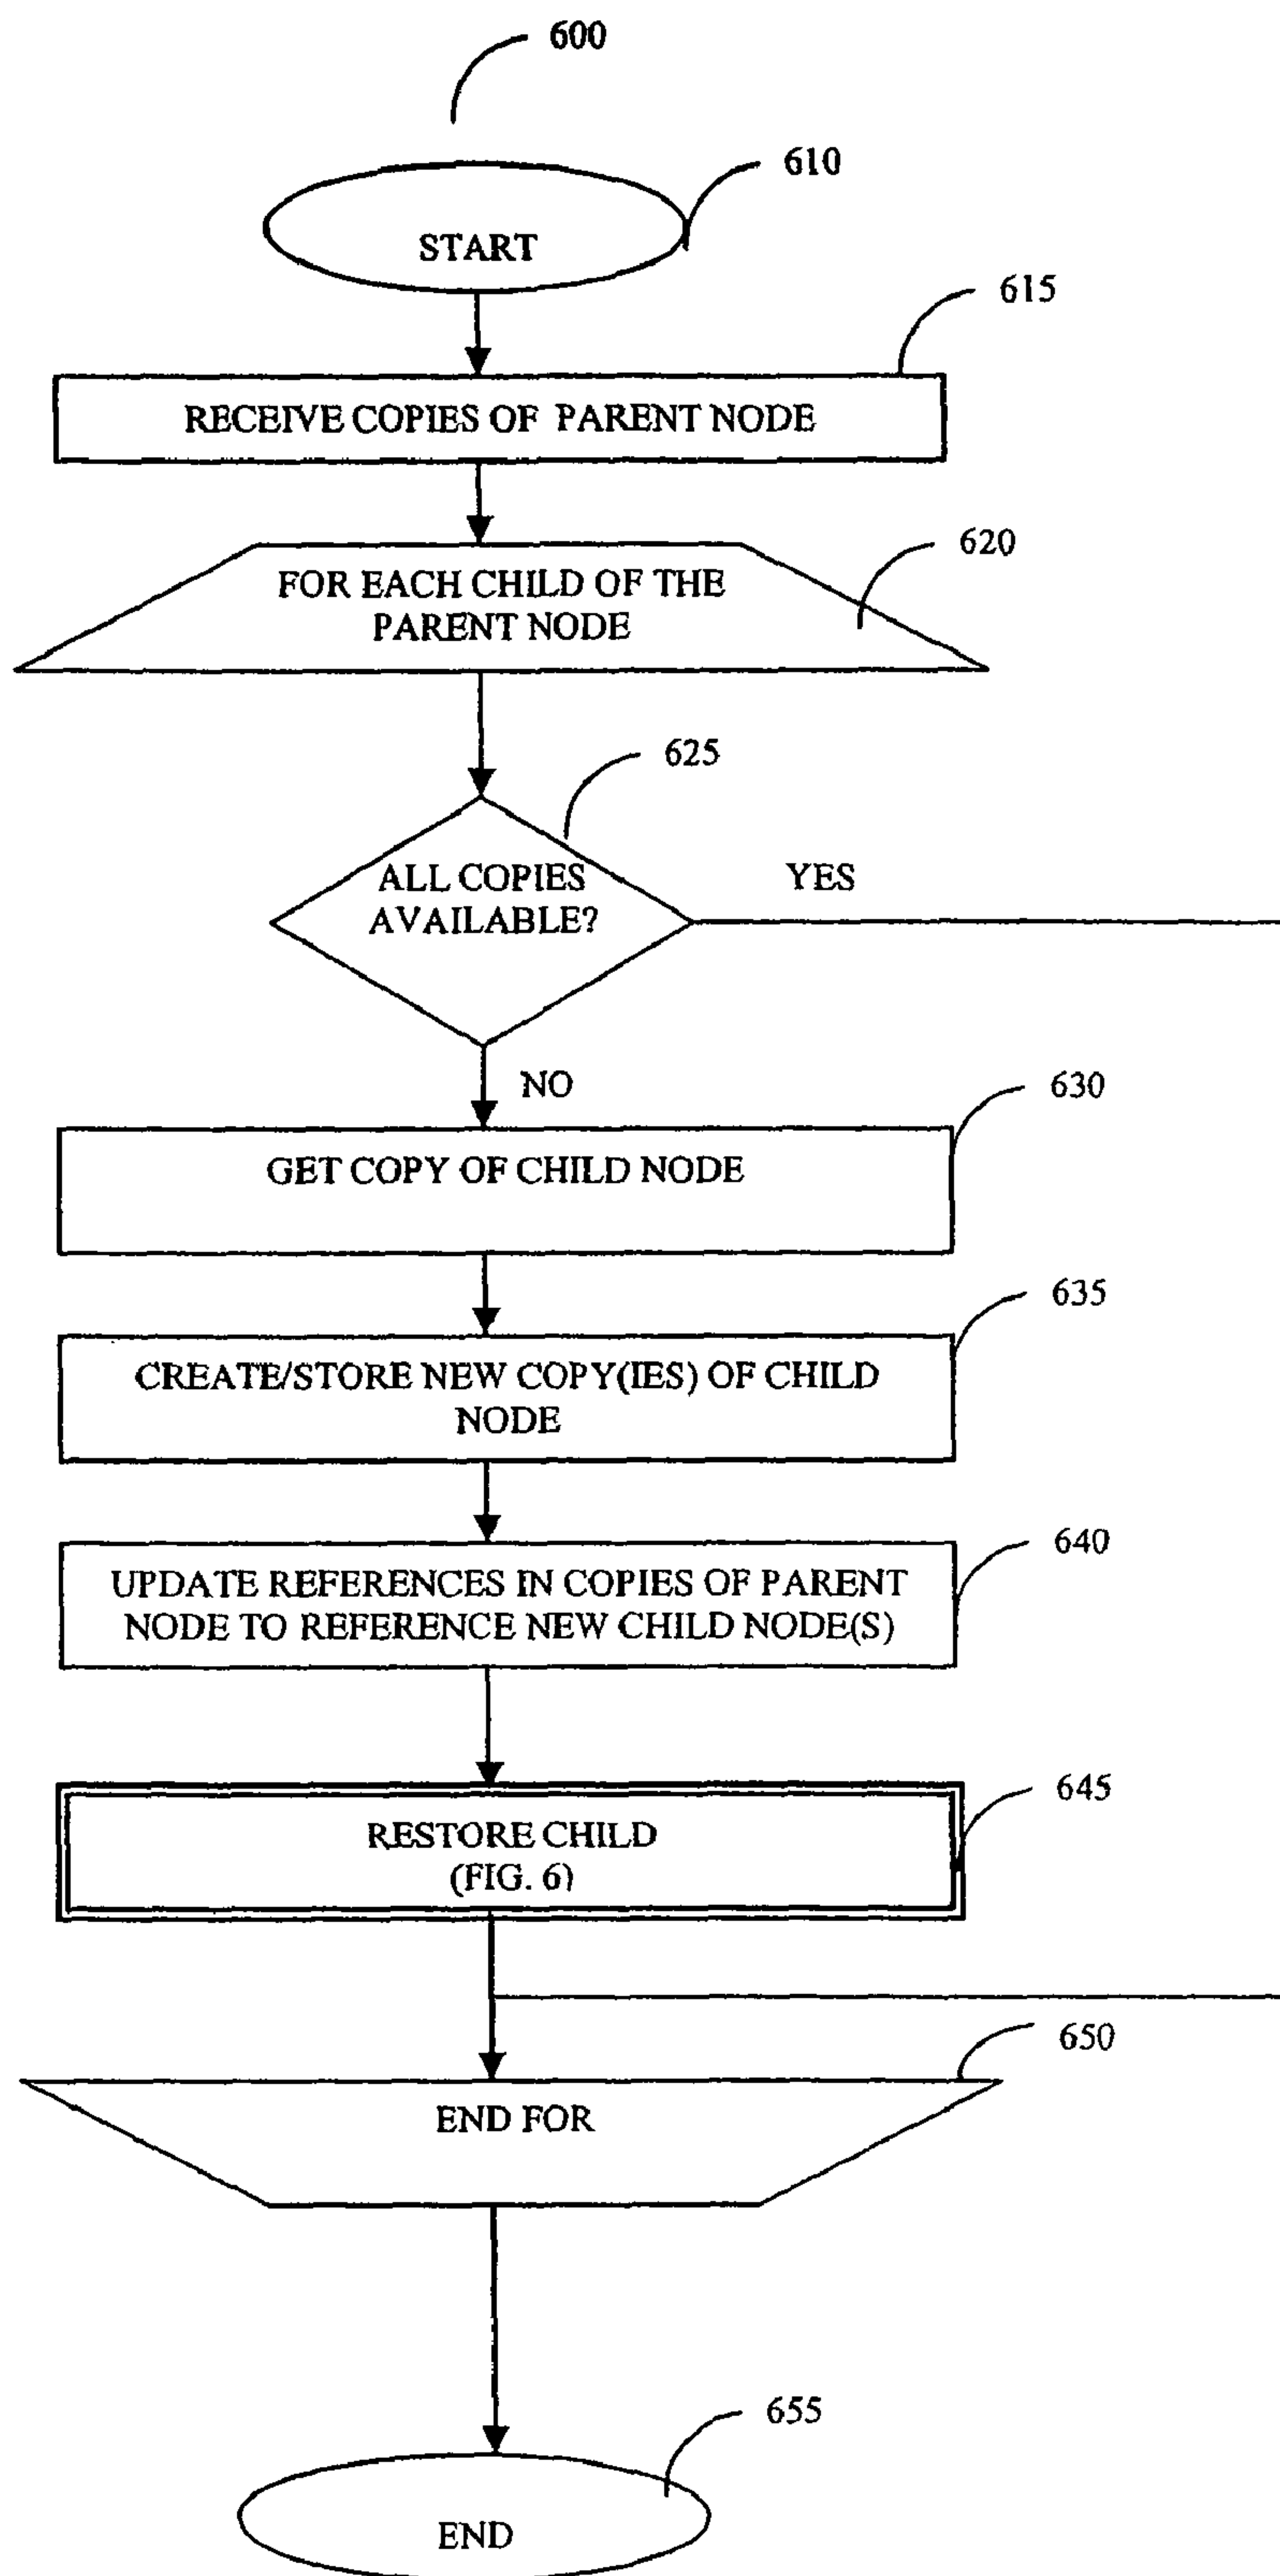 600
610
START
615
RECEIVE COPIES OF PARENT NODE
620
FOR EACH CHILD OF THE
PARENT NODE
625
ALL COPIES
AVAILABLE?
YES
NO
630
GET COPY OF CHILD NODE
635
CREATE/STORE NEW COPY(IES) OF CHILD
NODE
640
UPDATE REFERENCES IN COPIES OF PARENT
NODE TO REFERENCE NEW CHILD NODE(S)
645
RESTORE CHILD
(FIG. 6)
650
END FOR
655
END